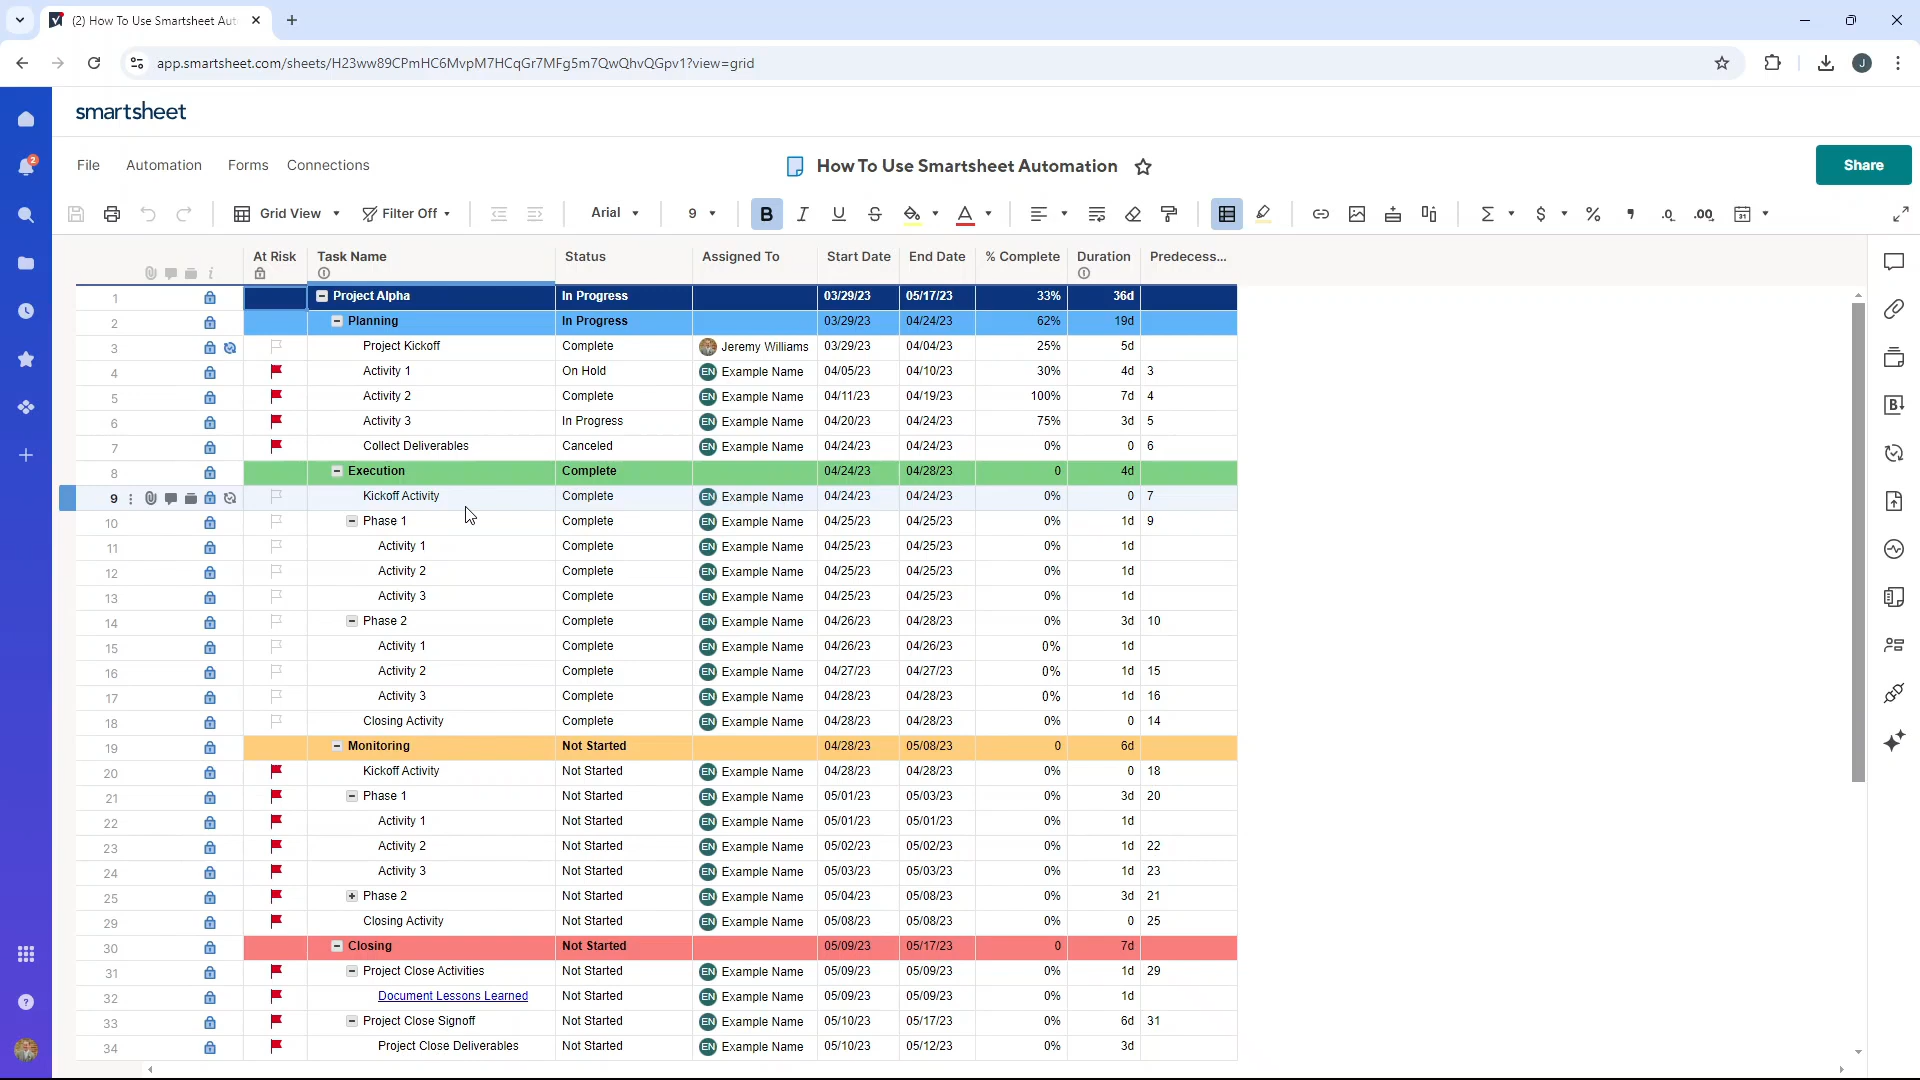 (2) How To Use Smartsheet Aut
app.smartsheet.com/sheets/H23ww89CPmHC6MvpM7HCqGr7MFg5m7QwQhvQGpv1?view=grid
J
smartsheet
2
File Automation Forms Connections
How To Use Smartsheet Automation
Share
Grid View Filter Off Arial 9 B I U S A Σ $ % , .0 .00 31
At Risk Task Name Status Assigned To Start Date End Date % Complete Duration Predecess...
1 Project Alpha In Progress 03/29/23 05/17/23 33% 36d
2 Planning In Progress 03/29/23 04/24/23 62% 19d
3 Project Kickoff Complete Jeremy Williams 03/29/23 04/04/23 25% 5d
4 Activity 1 On Hold EN Example Name 04/05/23 04/10/23 30% 4d 3
5 Activity 2 Complete EN Example Name 04/11/23 04/19/23 100% 7d 4
6 Activity 3 In Progress EN Example Name 04/20/23 04/24/23 75% 3d 5
7 Collect Deliverables Canceled EN Example Name 04/24/23 04/24/23 0% 0 6
8 Execution Complete 04/24/23 04/28/23 0 4d
9 Kickoff Activity Complete EN Example Name 04/24/23 04/24/23 0% 0 7
10 Phase 1 Complete EN Example Name 04/25/23 04/25/23 0% 1d 9
11 Activity 1 Complete EN Example Name 04/25/23 04/25/23 0% 1d
12 Activity 2 Complete EN Example Name 04/25/23 04/25/23 0% 1d
13 Activity 3 Complete EN Example Name 04/25/23 04/25/23 0% 1d
14 Phase 2 Complete EN Example Name 04/26/23 04/28/23 0% 3d 10
15 Activity 1 Complete EN Example Name 04/26/23 04/26/23 0% 1d
16 Activity 2 Complete EN Example Name 04/27/23 04/27/23 0% 1d 15
17 Activity 3 Complete EN Example Name 04/28/23 04/28/23 0% 1d 16
18 Closing Activity Complete EN Example Name 04/28/23 04/28/23 0% 0 14
19 Monitoring Not Started 04/28/23 05/08/23 0 6d
20 Kickoff Activity Not Started EN Example Name 04/28/23 04/28/23 0% 0 18
21 Phase 1 Not Started EN Example Name 05/01/23 05/03/23 0% 3d 20
22 Activity 1 Not Started EN Example Name 05/01/23 05/01/23 0% 1d
23 Activity 2 Not Started EN Example Name 05/02/23 05/02/23 0% 1d 22
24 Activity 3 Not Started EN Example Name 05/03/23 05/03/23 0% 1d 23
25 Phase 2 Not Started EN Example Name 05/04/23 05/08/23 0% 3d 21
29 Closing Activity Not Started EN Example Name 05/08/23 05/08/23 0% 0 25
30 Closing Not Started 05/09/23 05/17/23 0 7d
31 Project Close Activities Not Started EN Example Name 05/09/23 05/09/23 0% 1d 29
32 Document Lessons Learned Not Started EN Example Name 05/09/23 05/09/23 0% 1d
33 Project Close Signoff Not Started EN Example Name 05/10/23 05/17/23 0% 6d 31
34 Project Close Deliverables Not Started EN Example Name 05/10/23 05/12/23 0% 3d